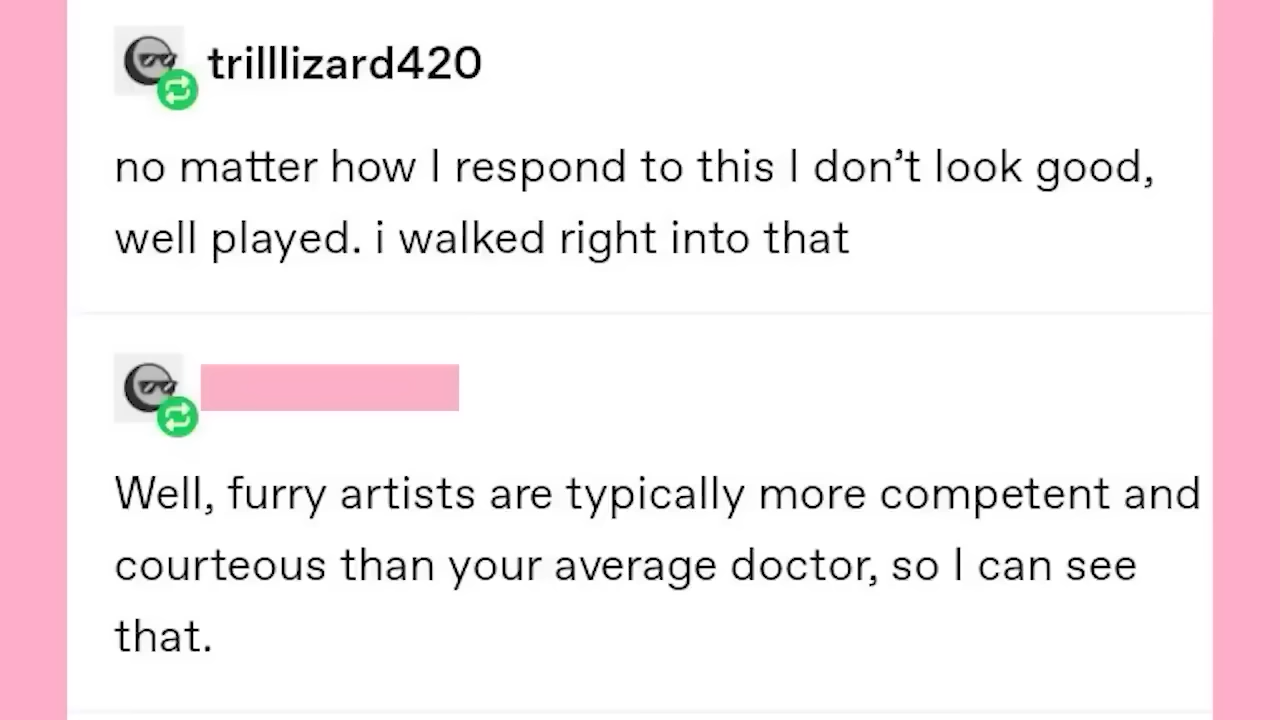 trilllizard420
no matter how I respond to this I don’t look good,
well played. i walked right into that
Well, furry artists are typically more competent and
courteous than your average doctor, so I can see
that.